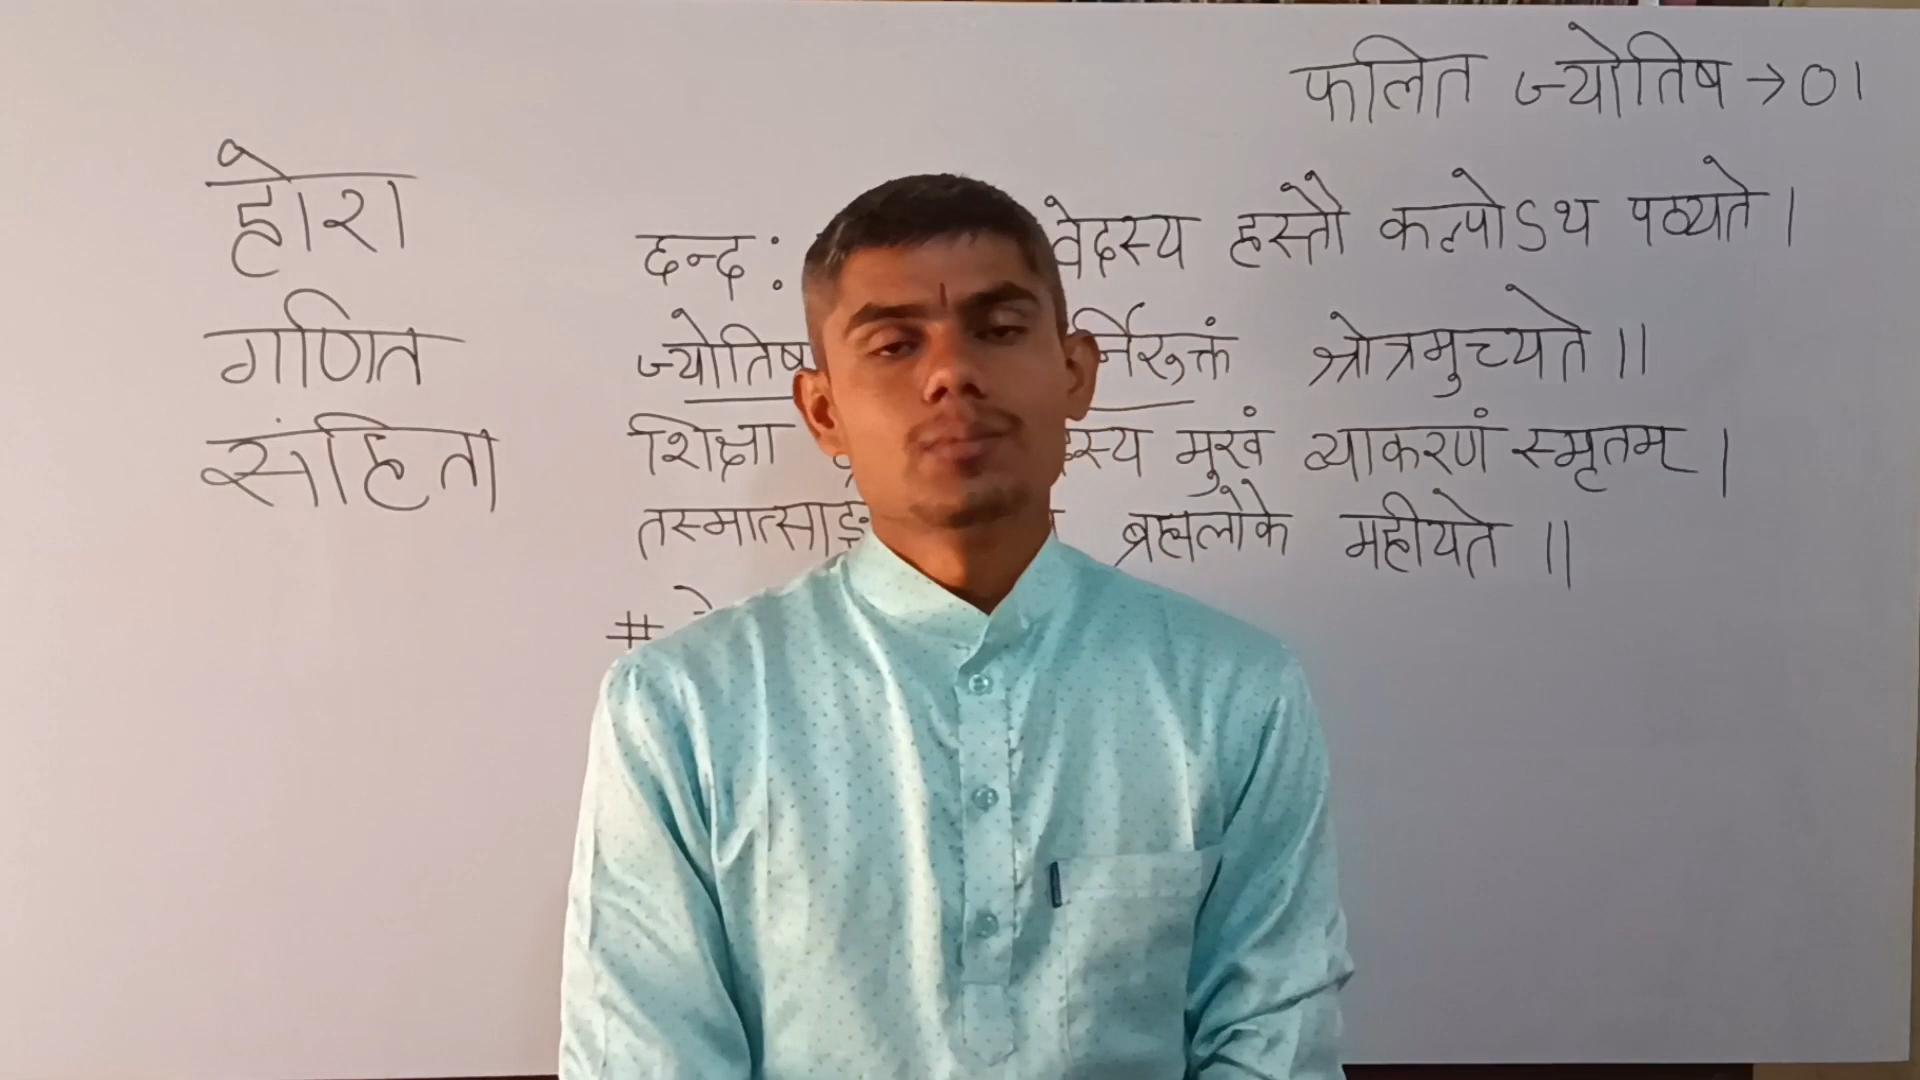 फलित ज्योतिष → 01
होरा
गणित
संहिता
छन्द: वेदस्य हस्तौ कल्पोऽथ पठ्यते ।
ज्योतिष र्निरुक्तं श्रोत्रमुच्यते ॥
शिक्षा स्य मुखं व्याकरणं स्मृतम् ।
तस्मात्साङ् ब्रह्मलोके महीयते ॥
#